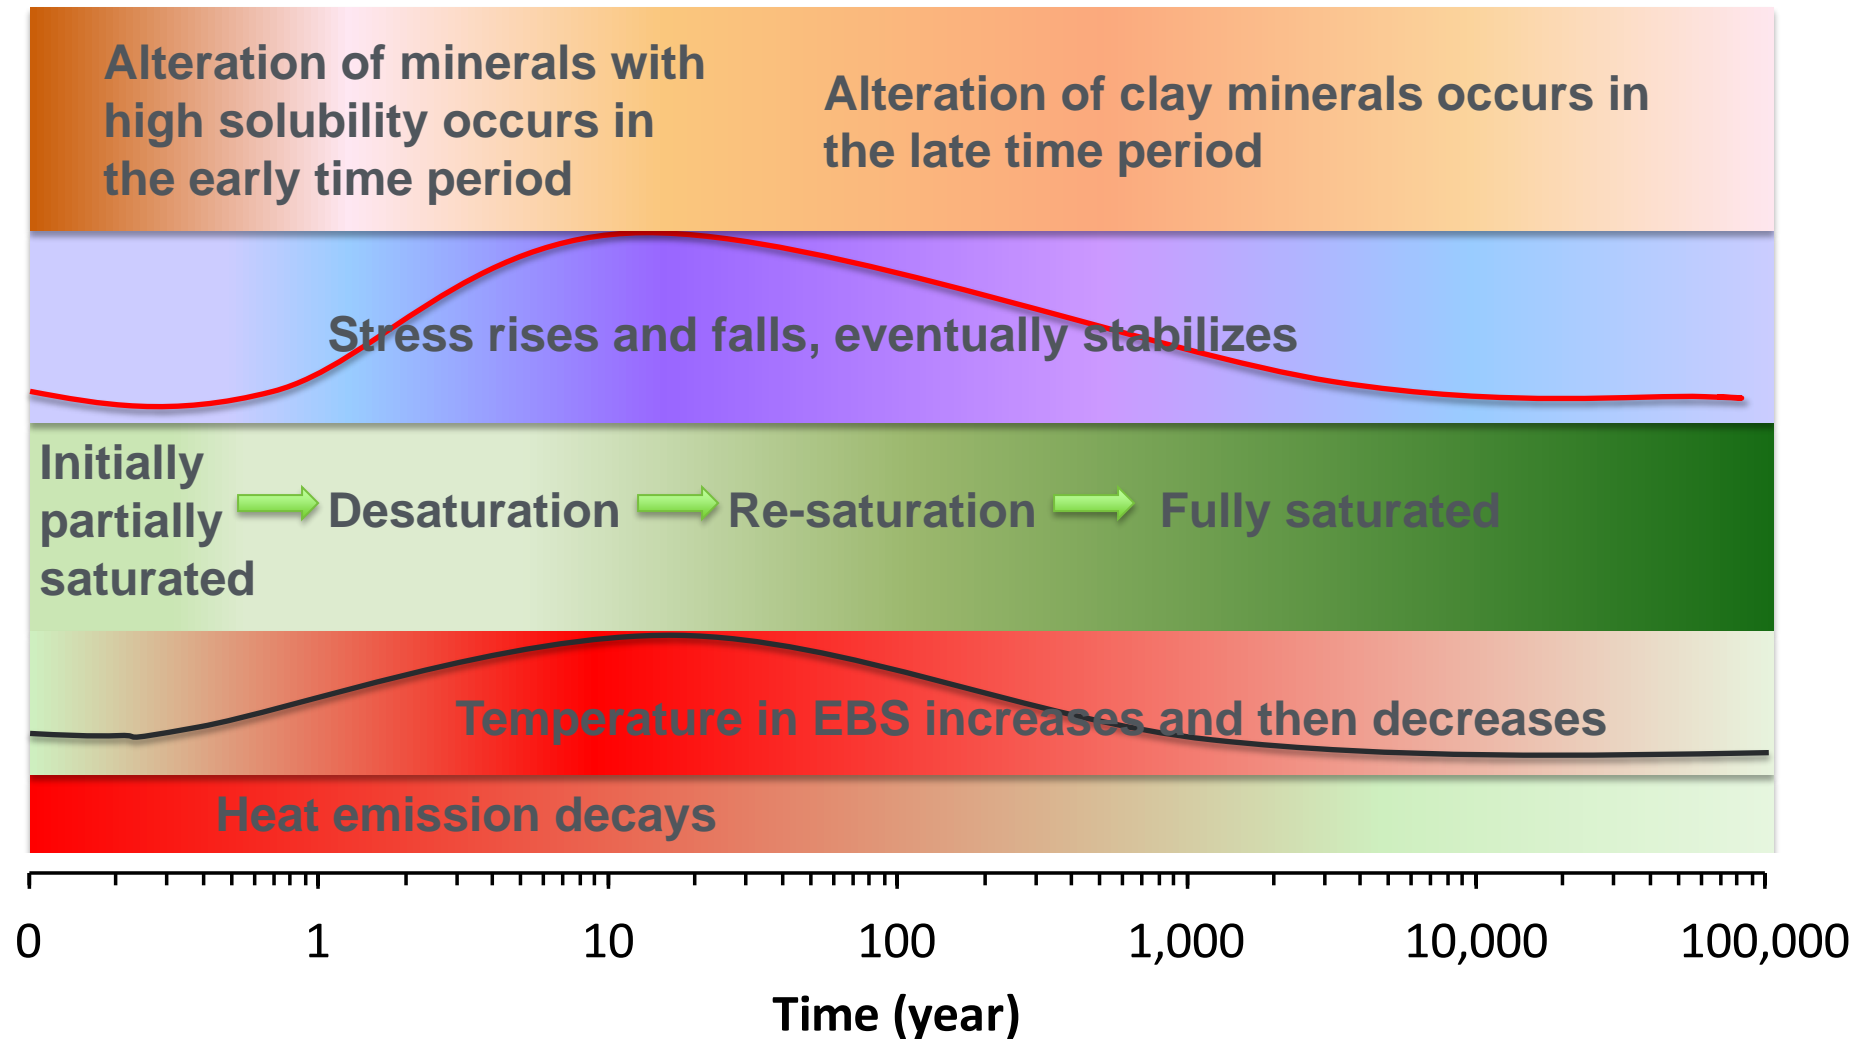 Alteration of minerals with
high solubility occurs in
the early time period
Alteration of clay minerals occurs in
the late time period
Stress rises and falls, eventually stabilizes
Initially
partially
saturated
Desaturation
Re-saturation
Fully saturated
Temperature in EBS increases and then decreases
Heat emission decays
0 1 10 100 1,000 10,000 100,000
Time (year)